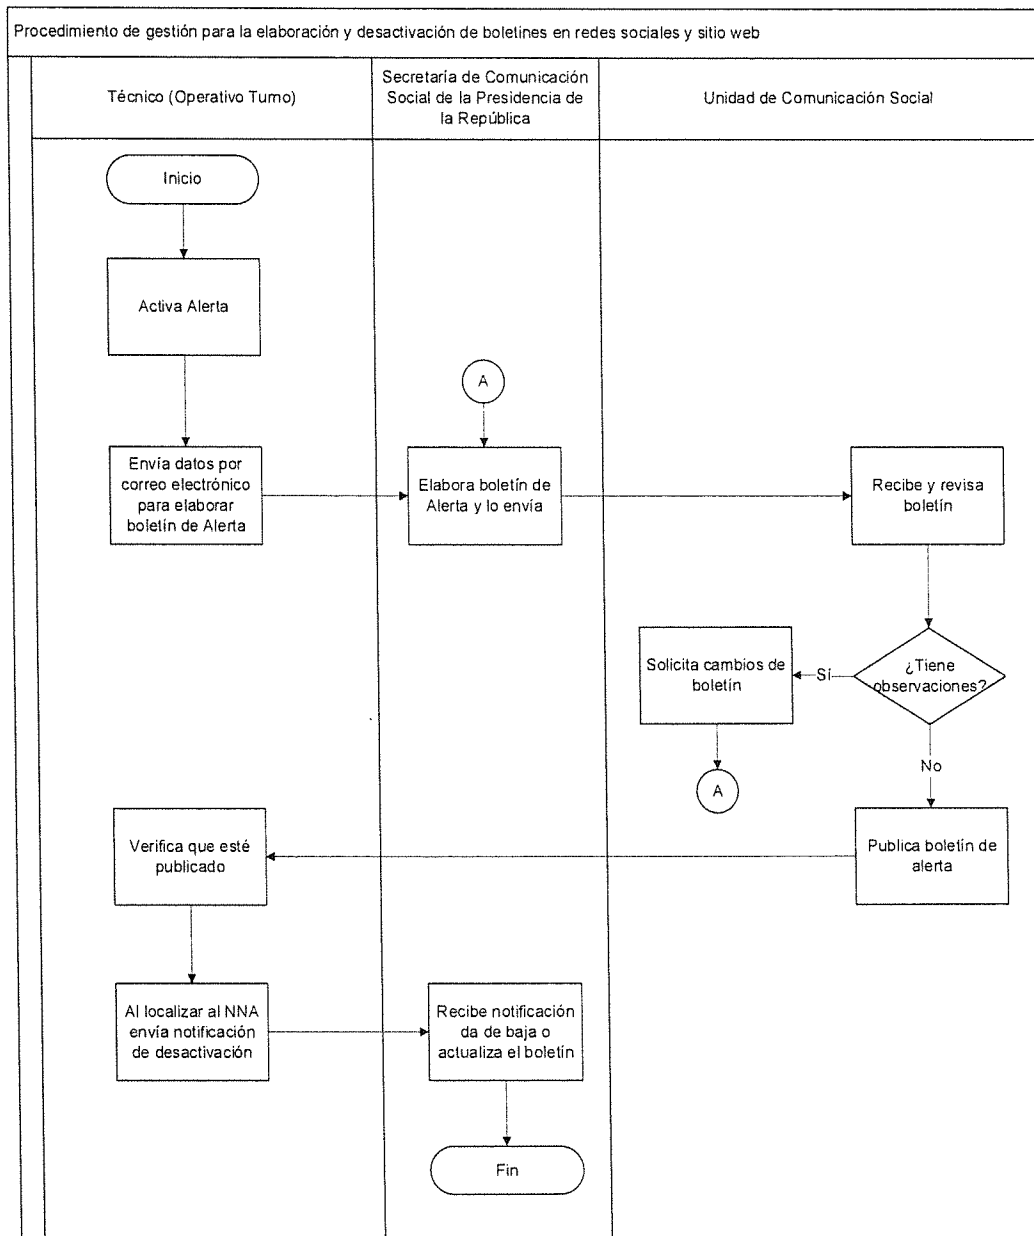 Procedimiento de gestión para la elaboración y desactivación de boletines en redes sociales y sitio web
Técnico (Operativo Turno)
Secretaría de Comunicación
Social de la Presidencia de
la República
Unidad de Comunicación Social
Inicio
Activa Alerta
A
Envía datos por
correo electrónico
para elaborar
boletín de Alerta
Elabora boletín de
Alerta y lo envía
Recibe y revisa
boletín
¿Tiene
observaciones?
Sí
Solicita cambios de
boletín
A
No
Publica boletín de
alerta
Verifica que esté
publicado
Al localizar al NNA
envía notificación
de desactivación
Recibe notificación
da de baja o
actualiza el boletín
Fin